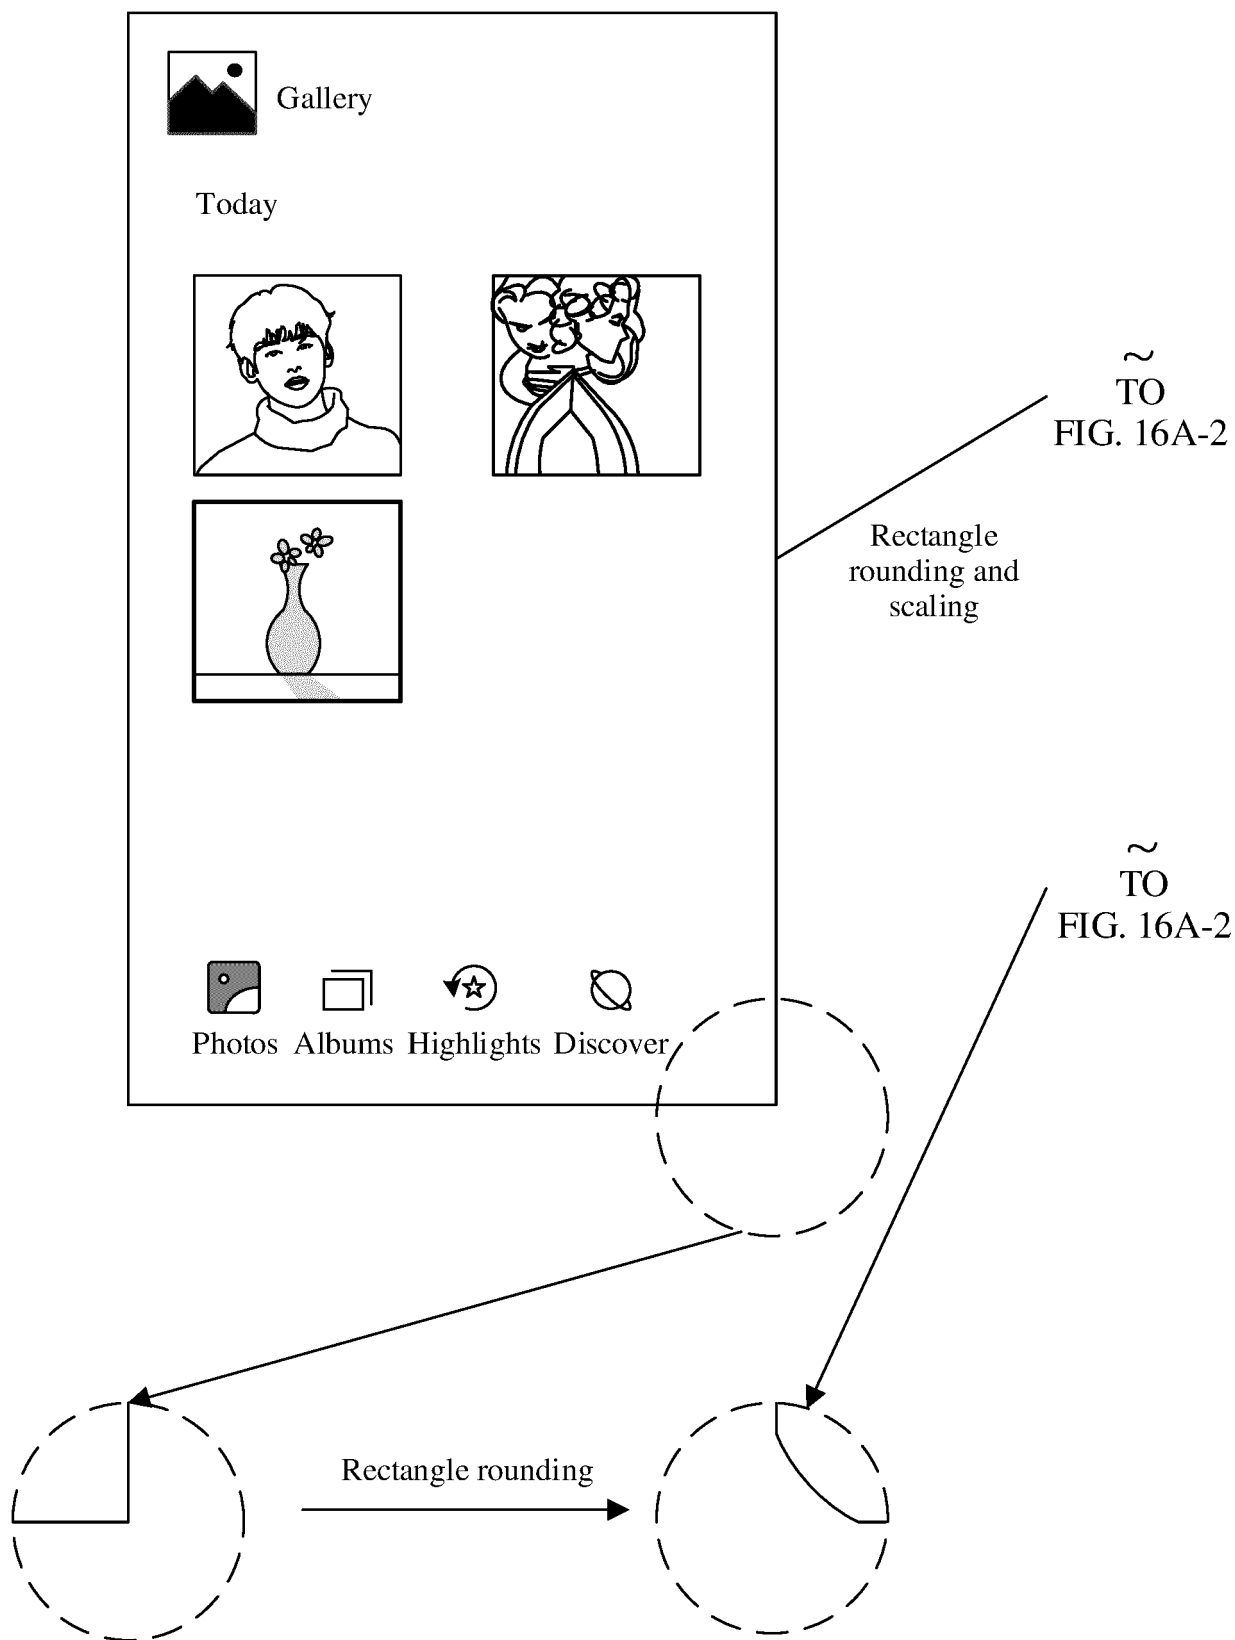 Gallery
Today
~
TO
FIG. 16A-2
Rectangle
rounding and
scaling
~
TO
FIG. 16A-2
Photos Albums Highlights Discover
Rectangle rounding